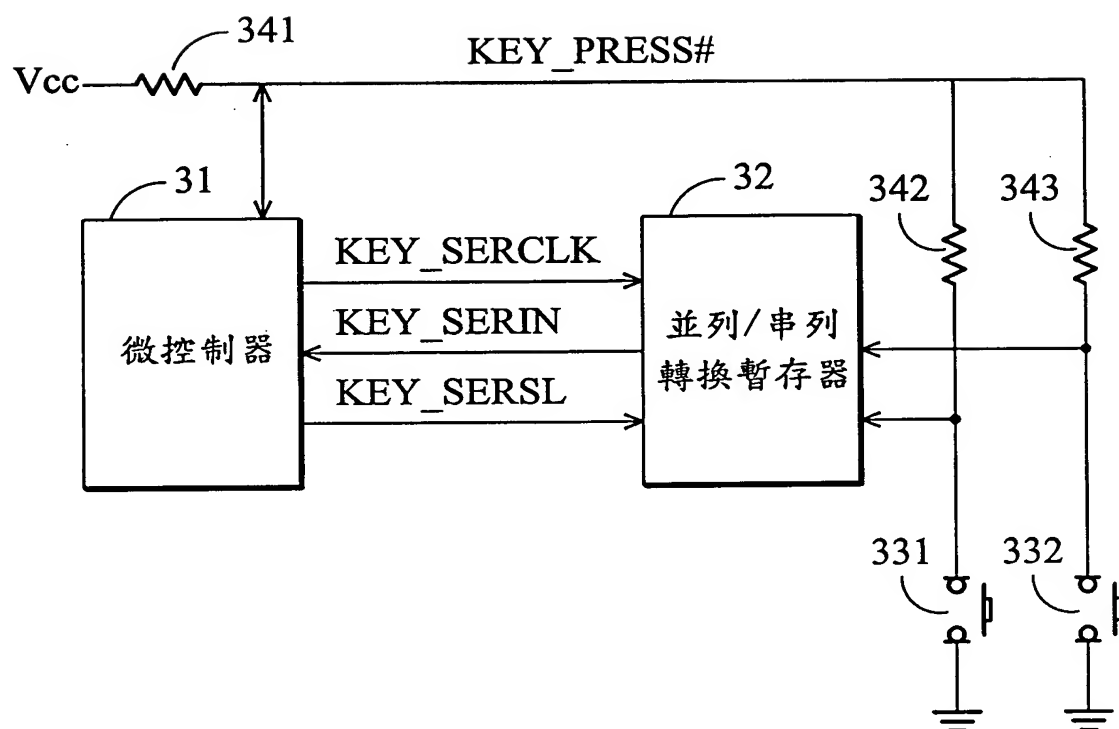 341
KEY_PRESS#
Vcc
31
32
342
343
KEY_SERCLK
KEY_SERIN
KEY_SERSL
微控制器
並列/串列
轉換暫存器
331
332